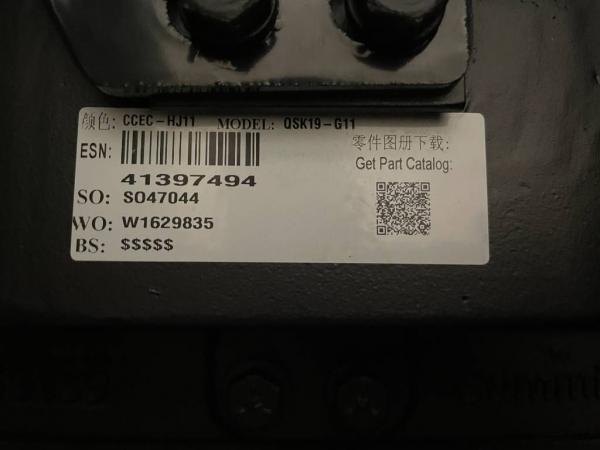 颜色: CCEC-HJ11 MODEL: QSK19-G11
零件图册下载:
ESN:
Get Part Catalog:
41397494
SO: SO47044
WO: W1629835
BS: $$$$$